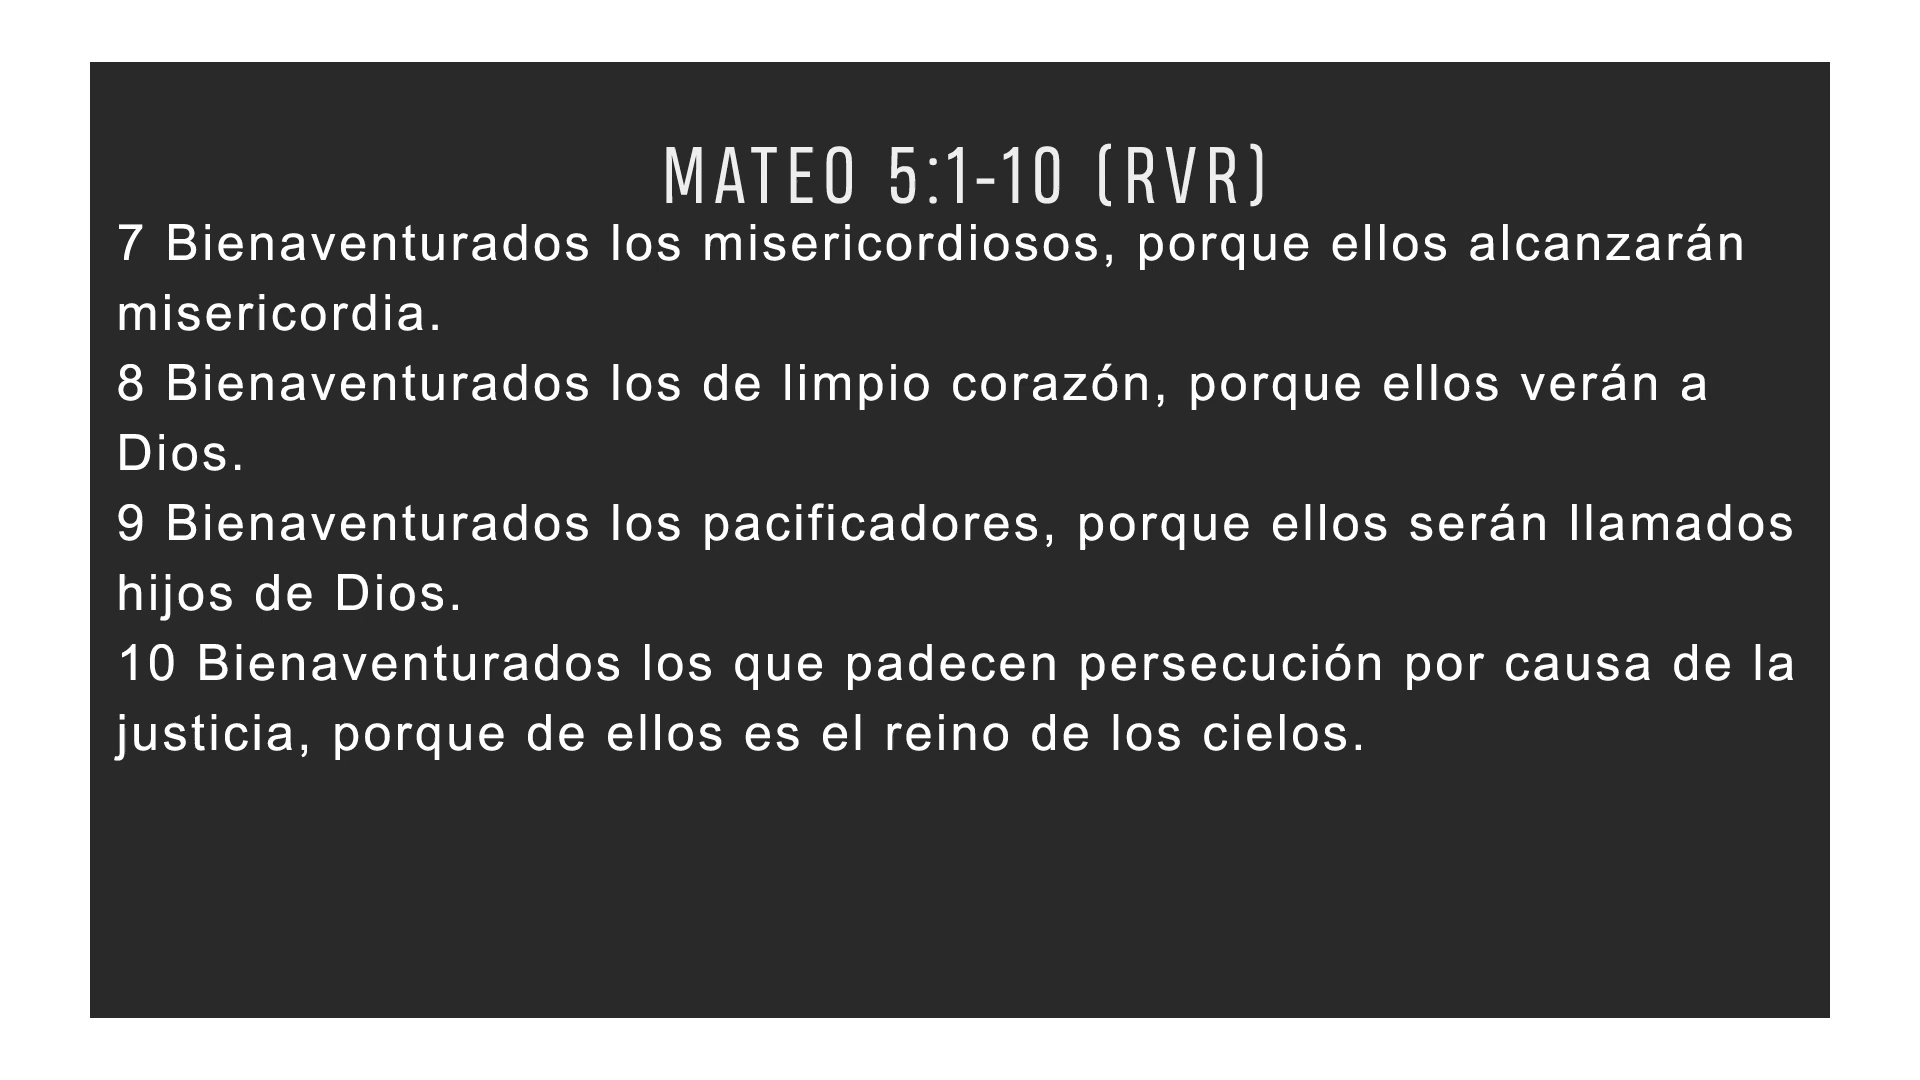 MATEO 5:1-10 (RVR)
7 Bienaventurados los misericordiosos, porque ellos alcanzarán
misericordia.
8 Bienaventurados los de limpio corazón, porque ellos verán a
Dios.
9 Bienaventurados los pacificadores, porque ellos serán llamados
hijos de Dios.
10 Bienaventurados los que padecen persecución por causa de la
justicia, porque de ellos es el reino de los cielos.